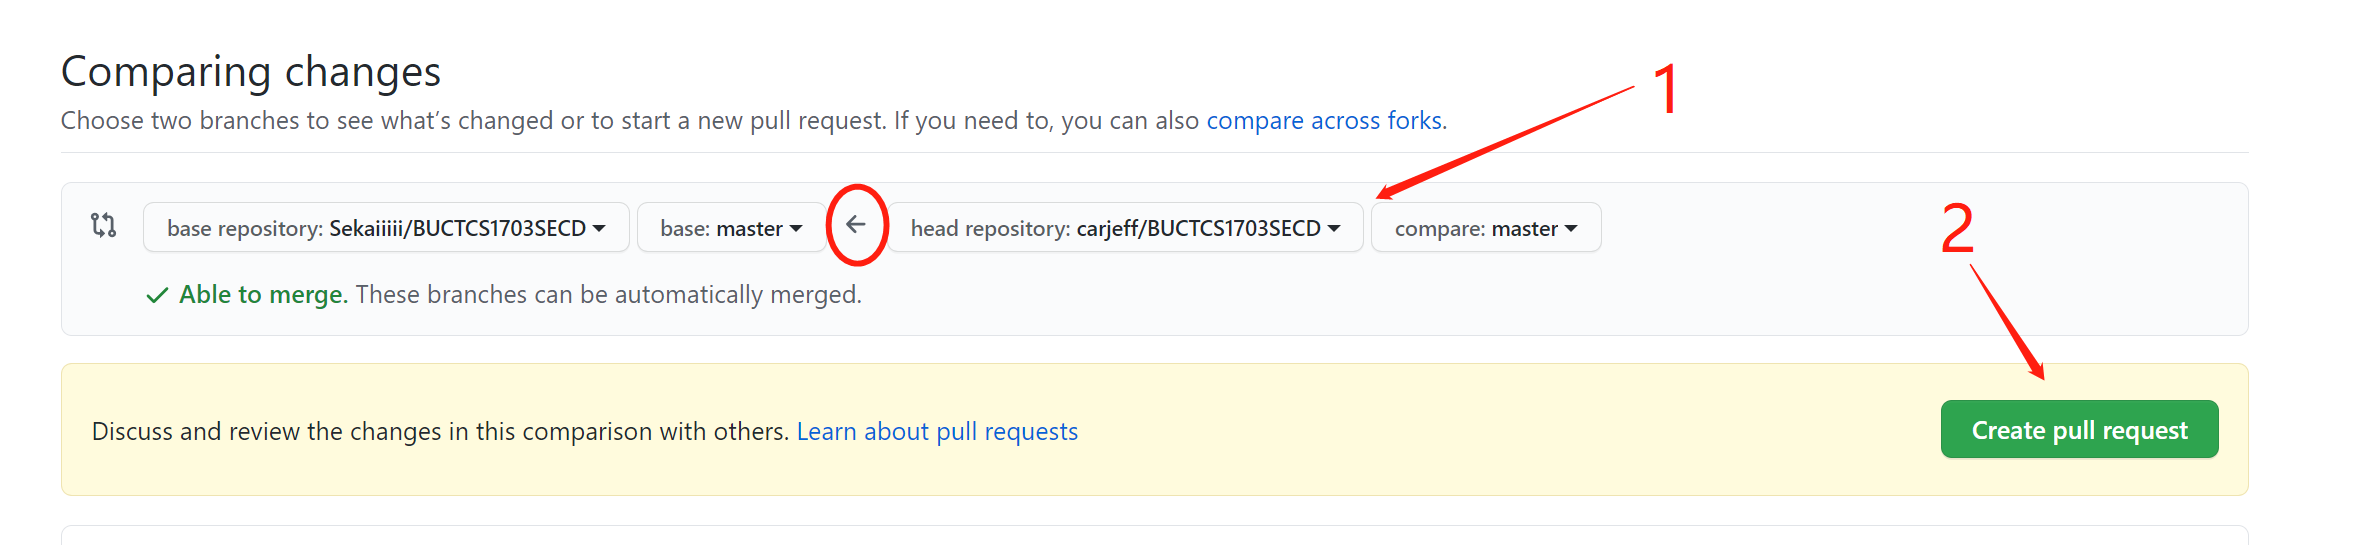 Comparing changes
1
Choose two branches to see what’s changed or to start a new pull request. If you need to, you can also compare across forks.
base repository: Sekaiiiii/BUCTCS1703SECD base: master head repository: carjeff/BUCTCS1703SECD compare: master
2
Able to merge. These branches can be automatically merged.
Discuss and review the changes in this comparison with others. Learn about pull requests
Create pull request